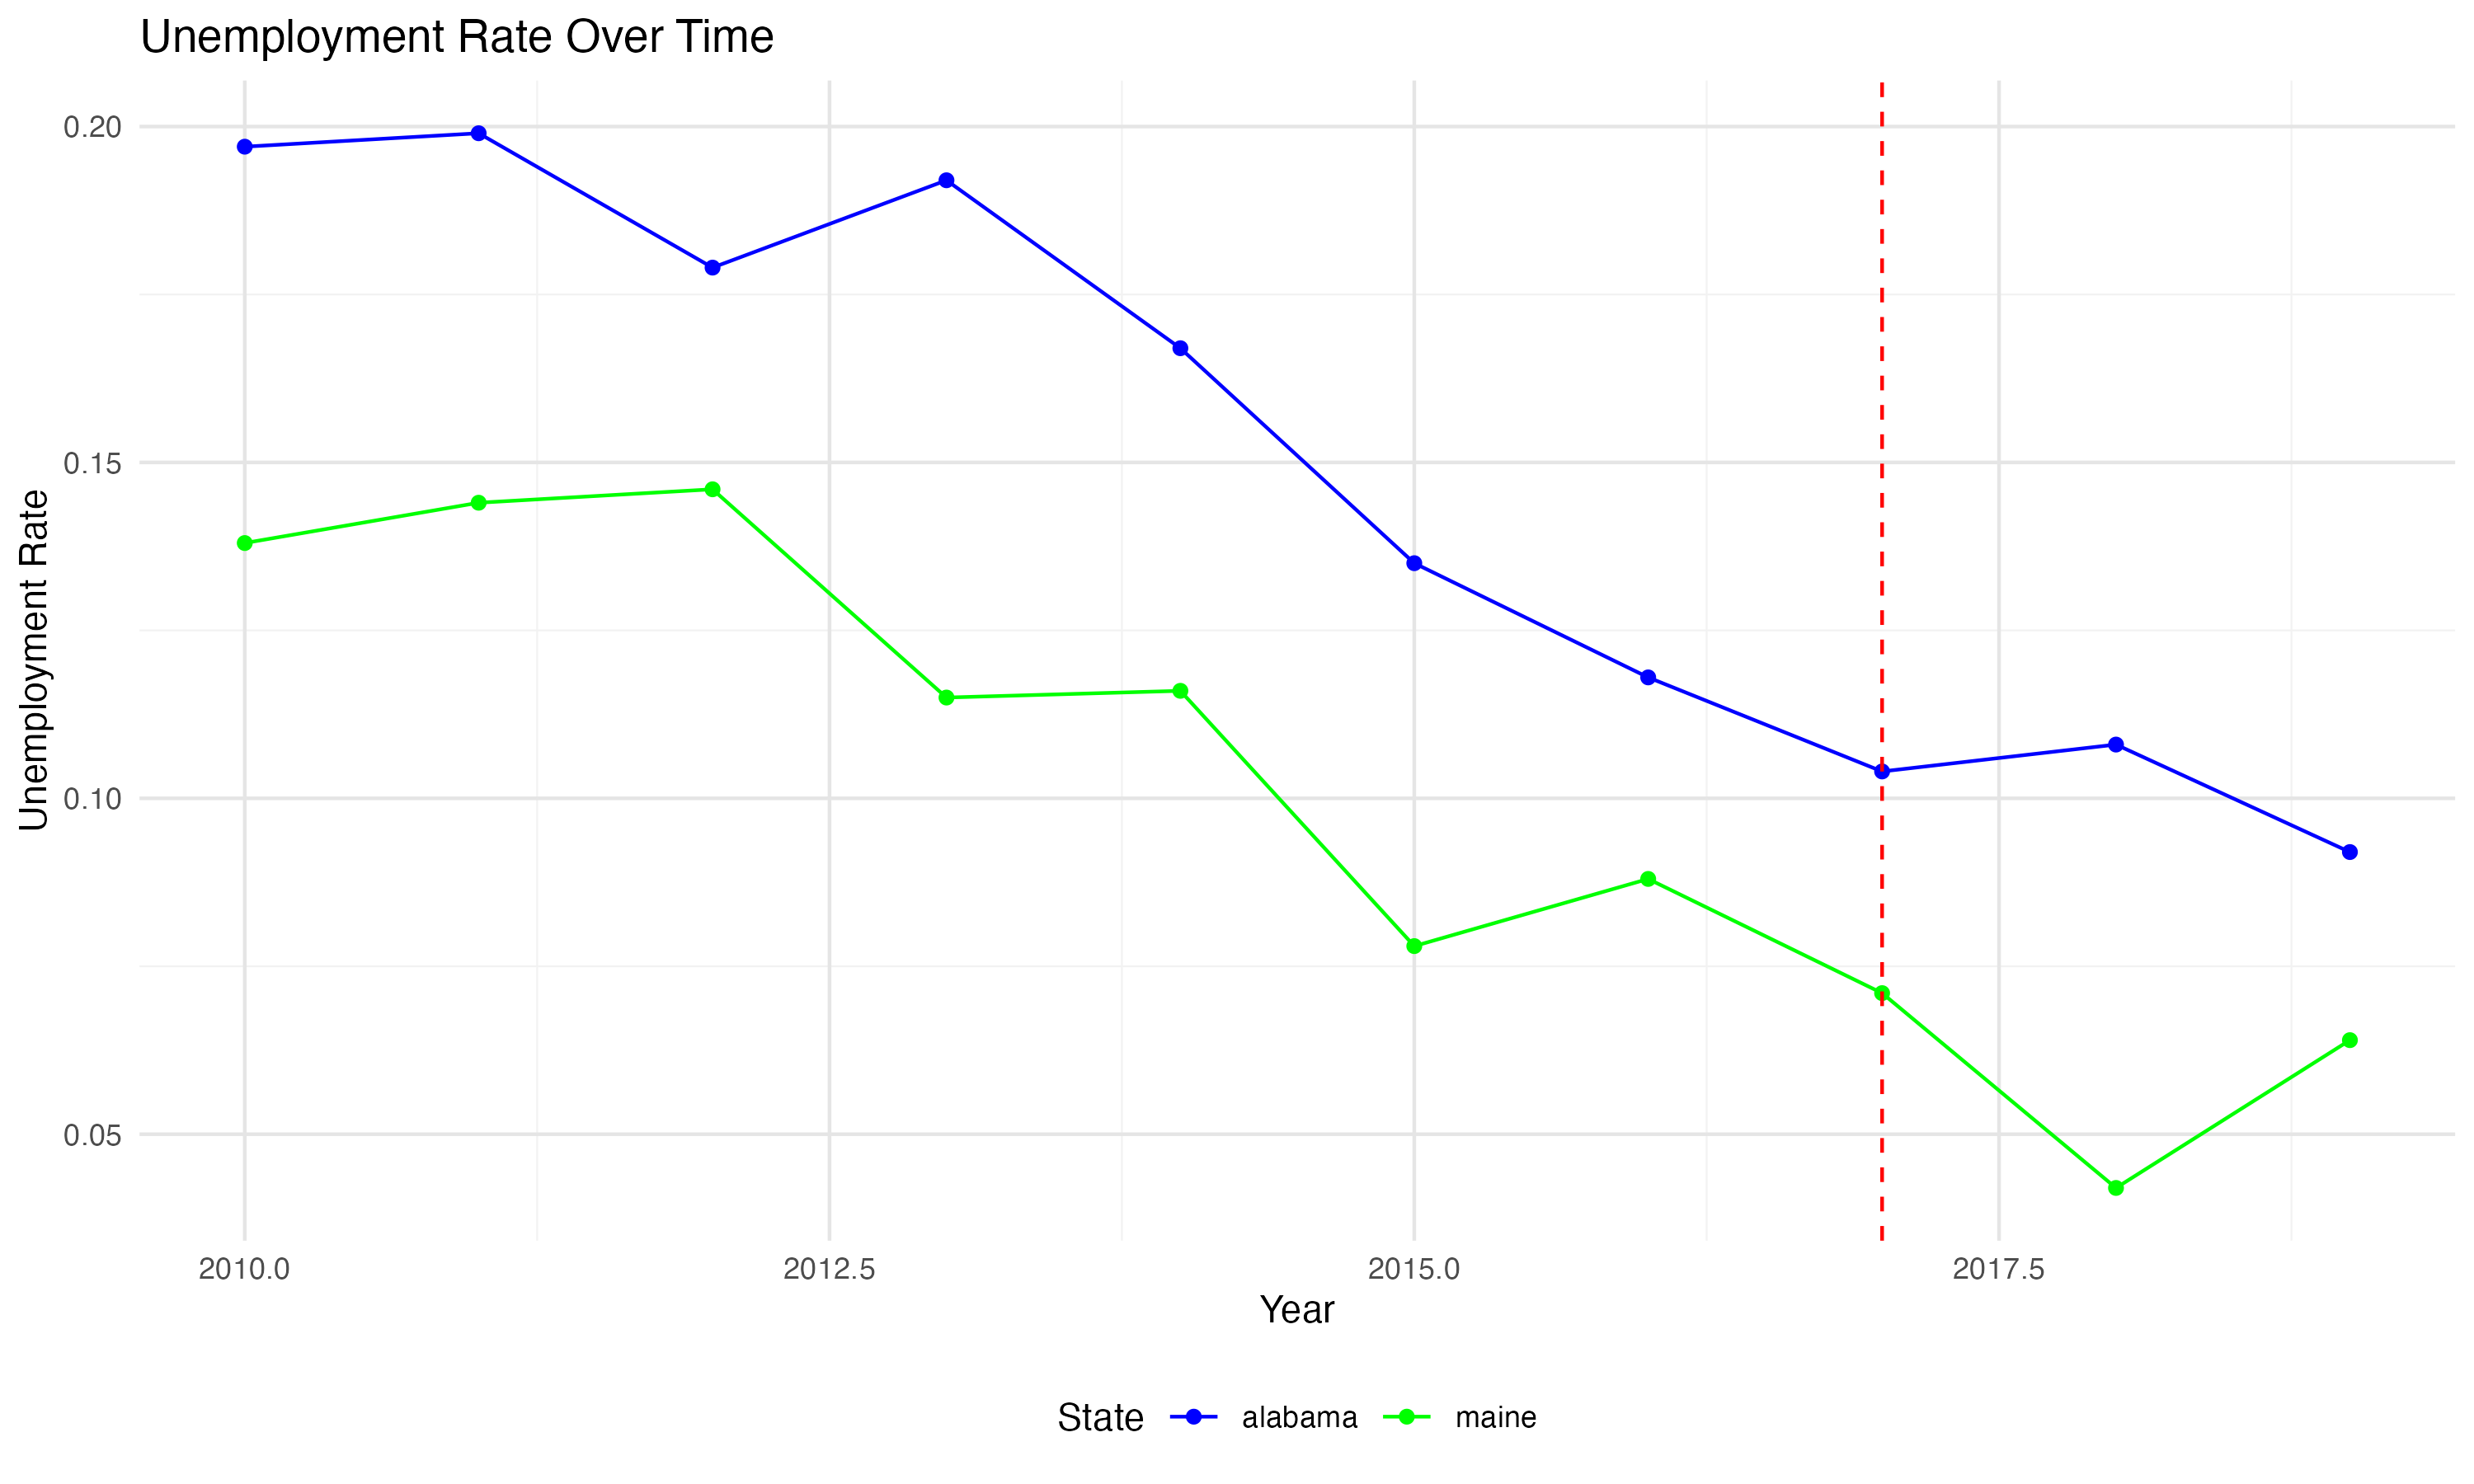 Unemployment Rate Over Time
Unemployment Rate
0.20
0.15
0.10
0.05
2010.0 2012.5 2015.0 2017.5
Year
State alabama maine